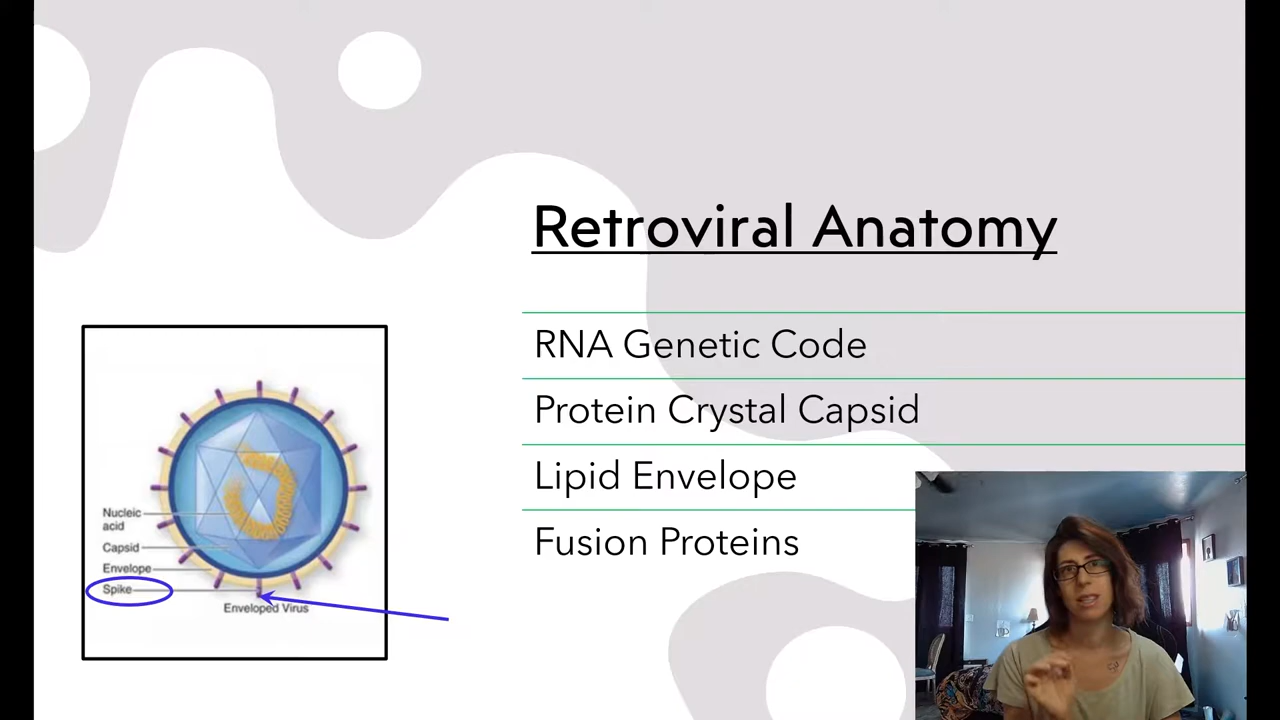 Retroviral Anatomy
RNA Genetic Code
Protein Crystal Capsid
Lipid Envelope
Fusion Proteins
Nucleic
acid
Capsid
Envelope
Spike
Enveloped Virus